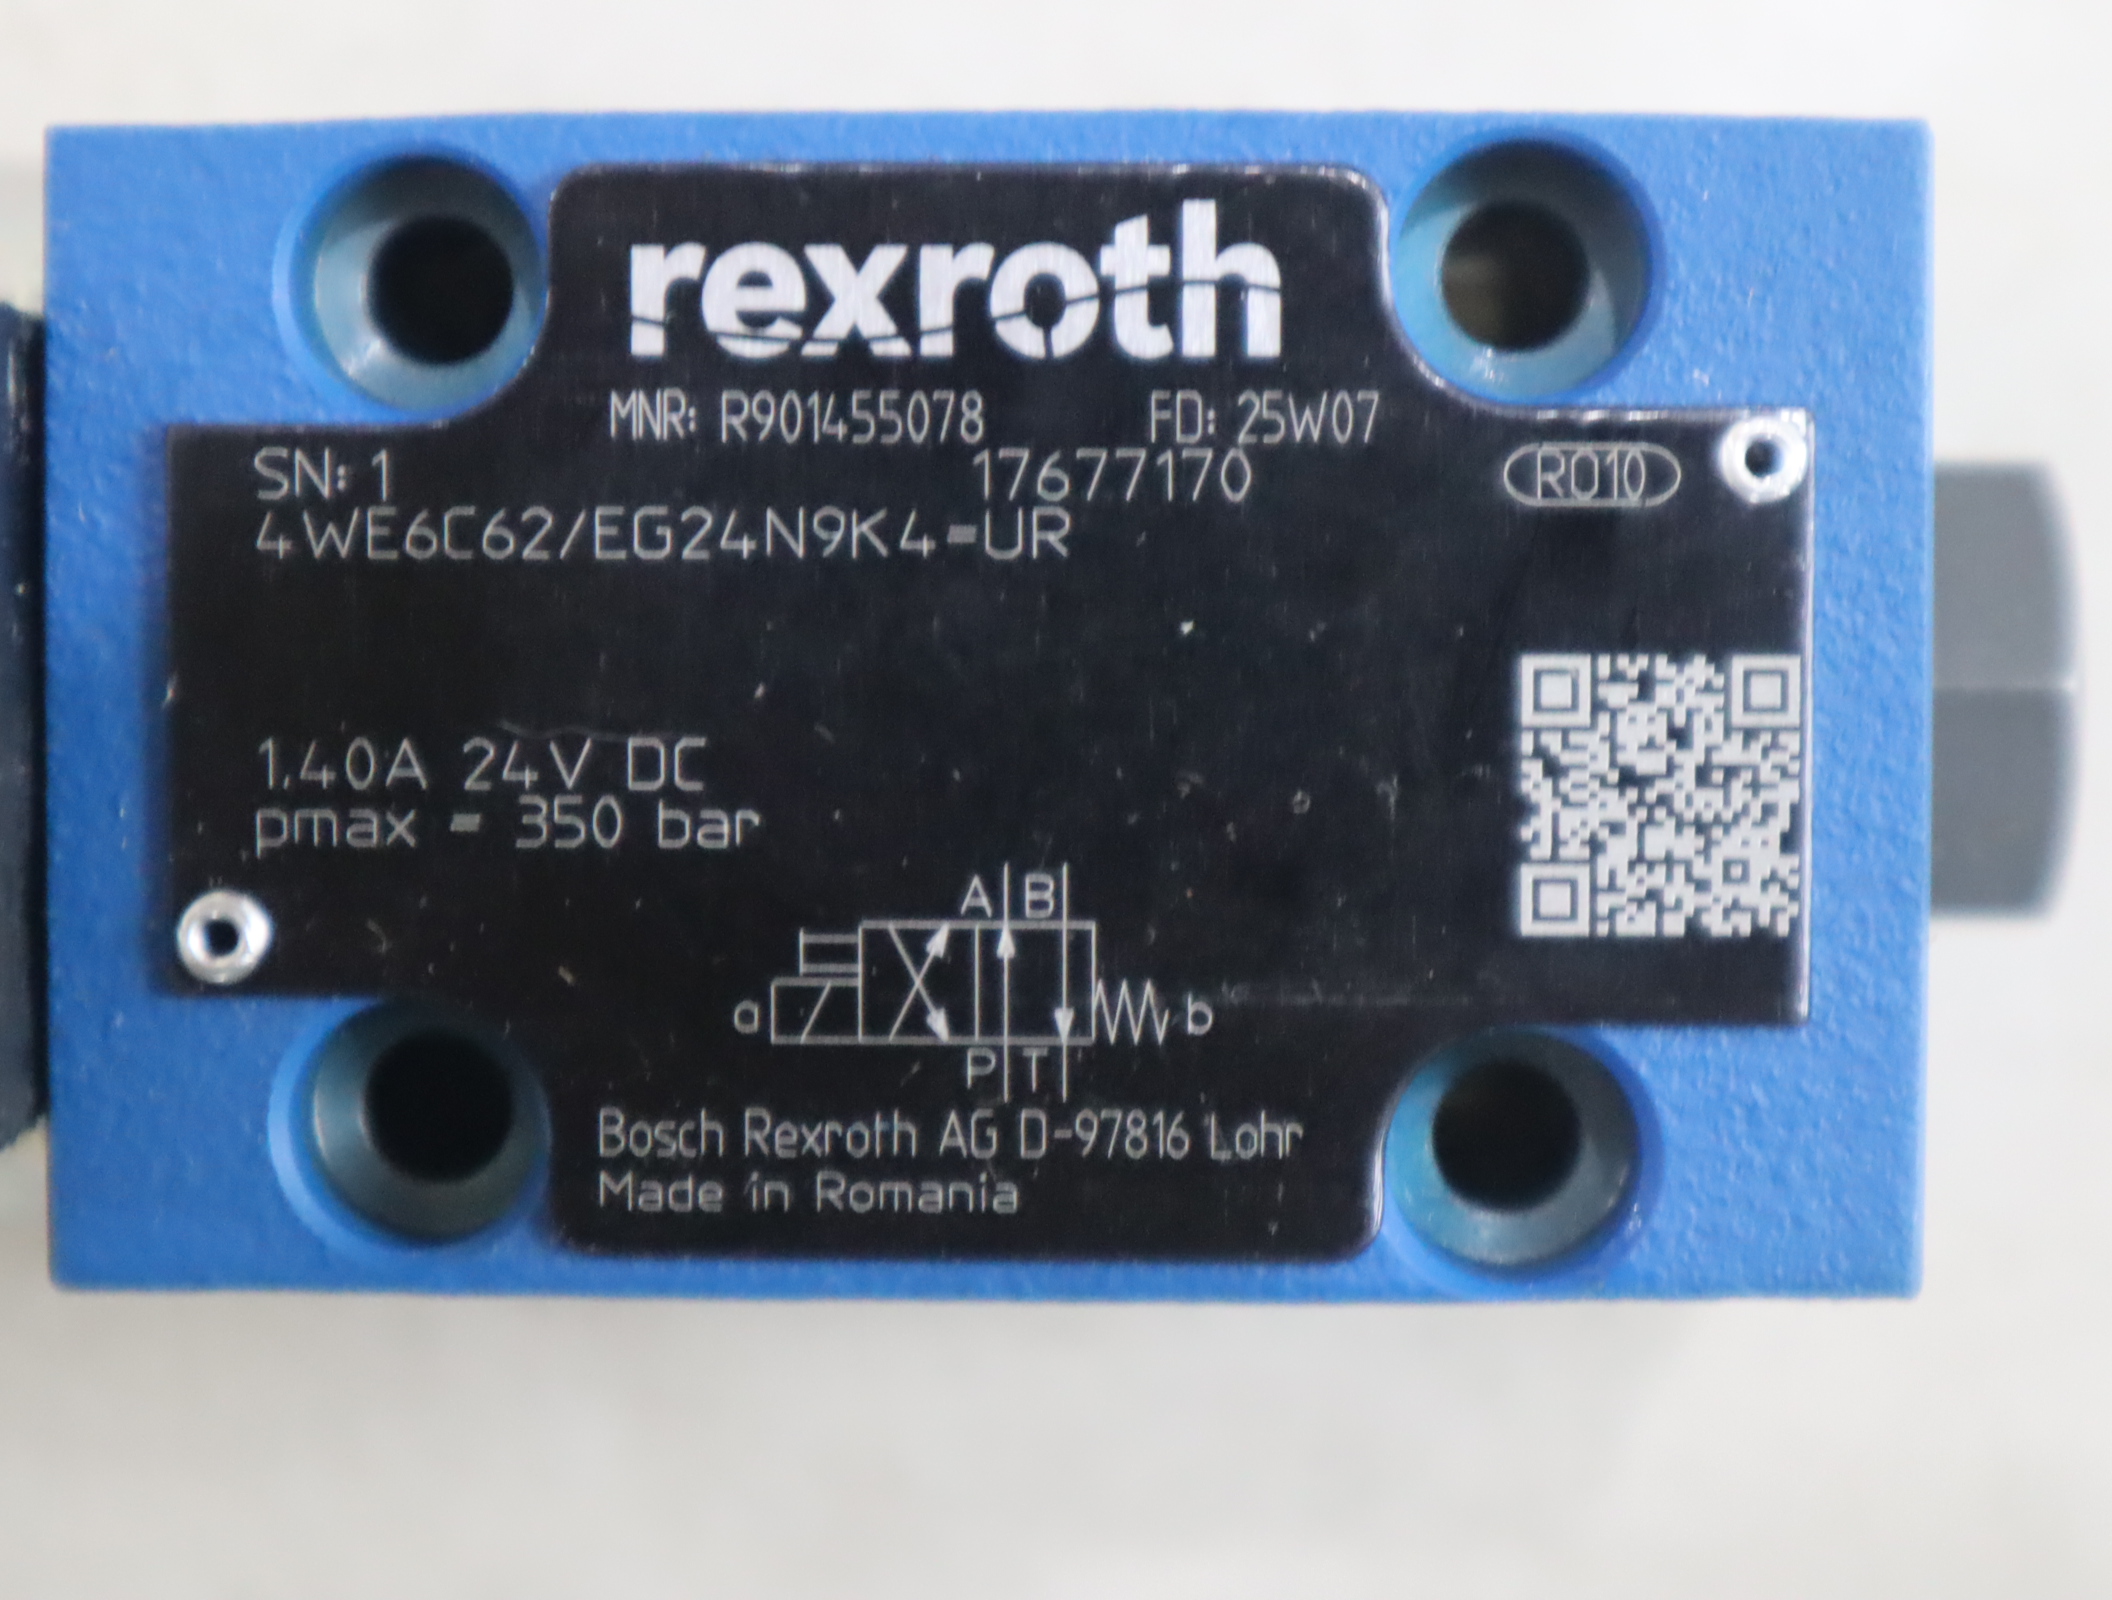 rexroth
MNR: R901455078 FD: 25W07
SN: 1 17677170 RO10
4WE6C62/EG24N9K4=UR
1.40A 24V DC
pmax = 350 bar
A B
a b
P T
Bosch Rexroth AG D-97816 Lohr
Made in Romania